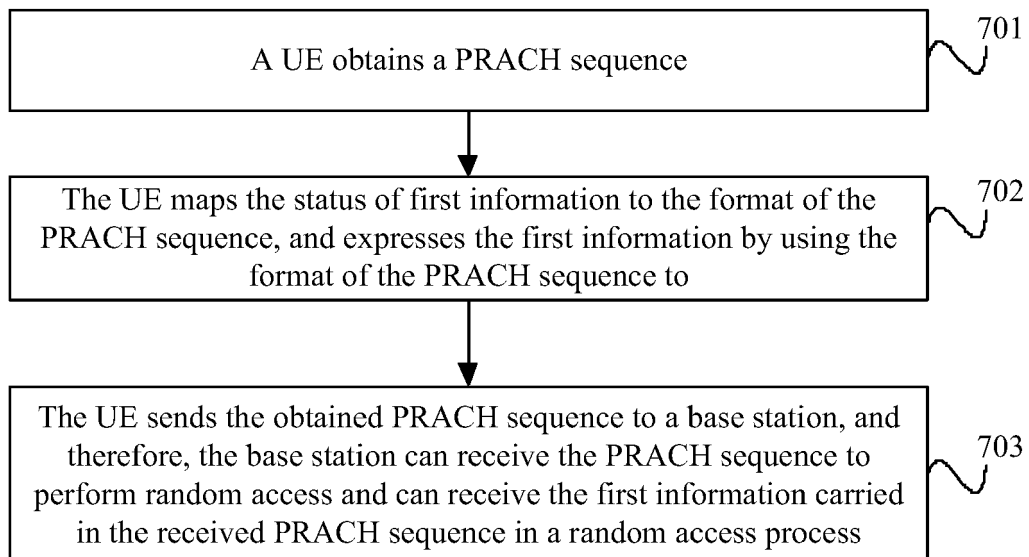 701
A UE obtains a PRACH sequence
702
The UE maps the status of first information to the format of the
PRACH sequence, and expresses the first information by using the
format of the PRACH sequence to
703
The UE sends the obtained PRACH sequence to a base station, and
therefore, the base station can receive the PRACH sequence to
perform random access and can receive the first information carried
in the received PRACH sequence in a random access process